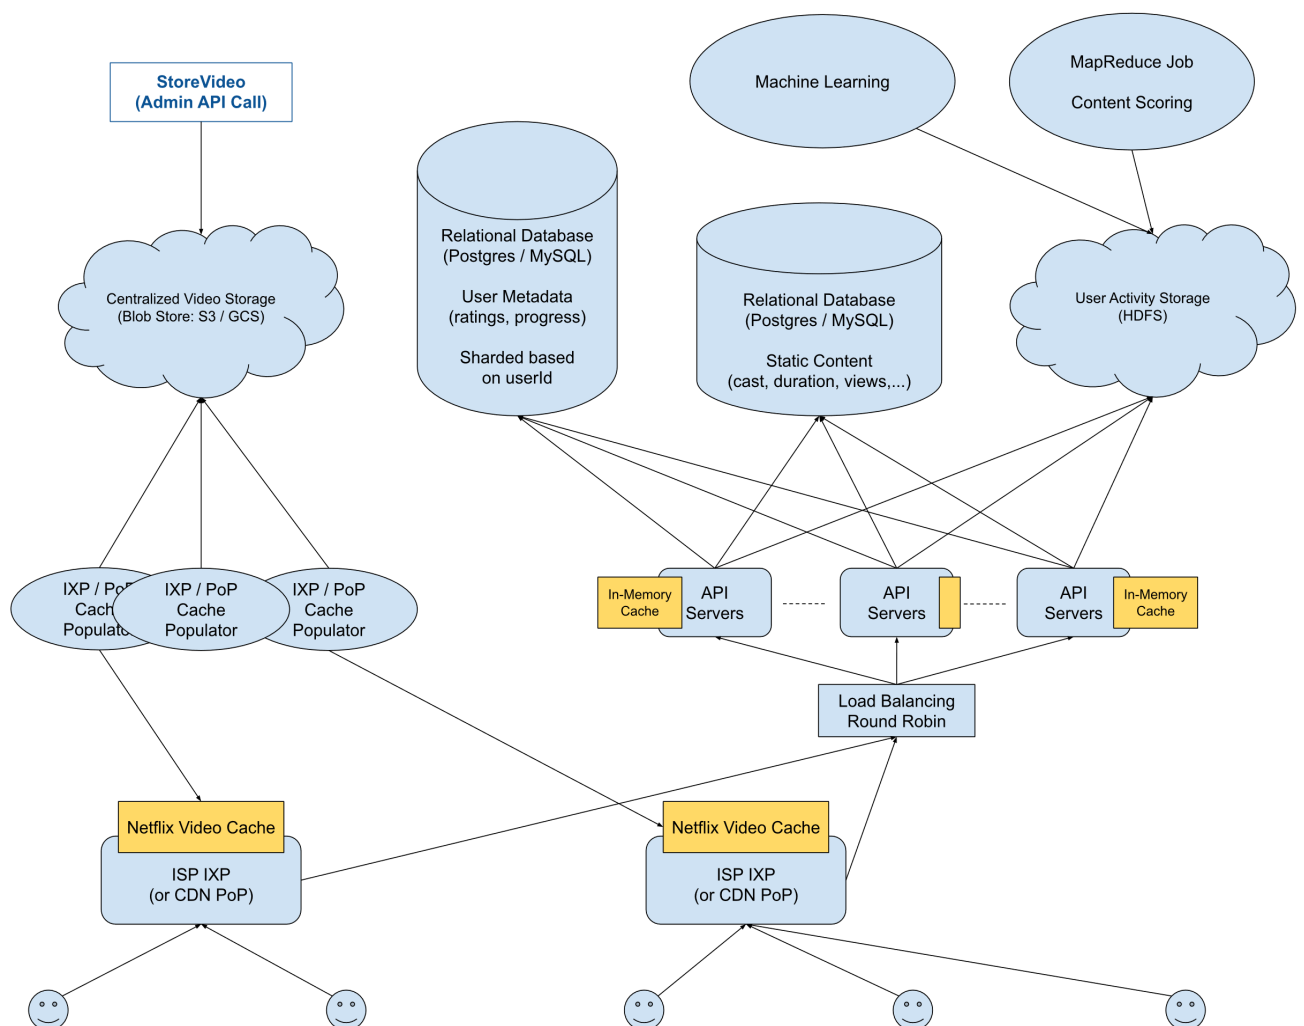 StoreVideo
(Admin API Call)
Machine Learning
MapReduce Job
Content Scoring
Relational Database
(Postgres / MySQL)
User Metadata
(ratings, progress)
Sharded based
on userId
Relational Database
(Postgres / MySQL)
Static Content
(cast, duration, views,...)
Centralized Video Storage
(Blob Store: S3 / GCS)
User Activity Storage
(HDFS)
IXP / PoP
Cache
Populator
IXP / PoP
Cache
Populator
IXP / PoP
Cache
Populator
In-Memory
Cache
API
Servers
API
Servers
API
Servers
In-Memory
Cache
Load Balancing
Round Robin
Netflix Video Cache
ISP IXP
(or CDN PoP)
Netflix Video Cache
ISP IXP
(or CDN PoP)